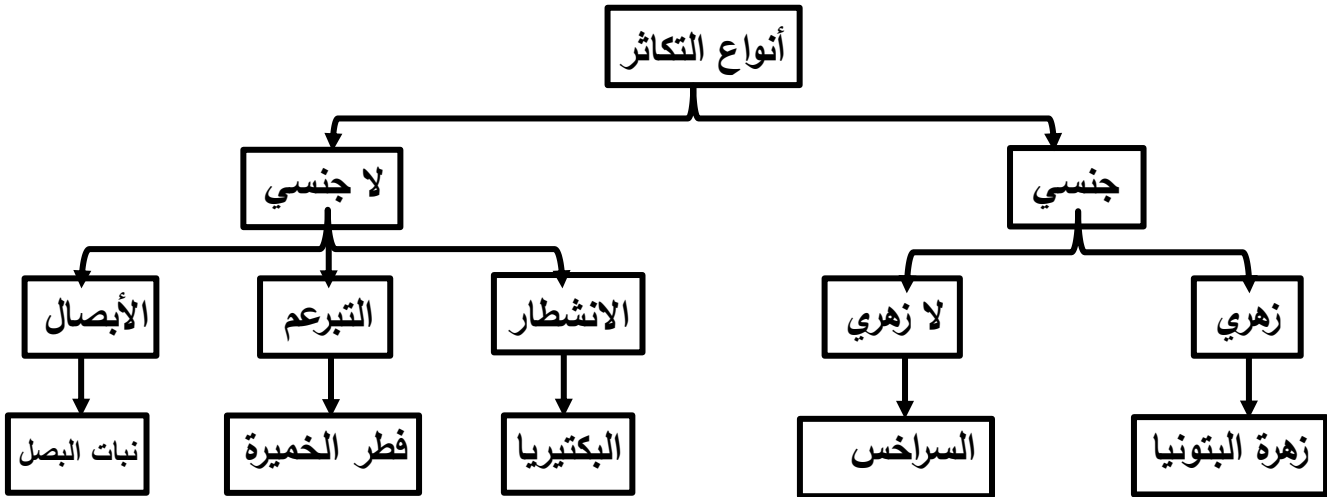 أنواع التكاثر
جنسي
لا جنسي
زهري
لا زهري
الانشطار
التبرعم
الأبصال
زهرة البتونيا
السراخس
البكتيريا
فطر الخميرة
نبات البصل